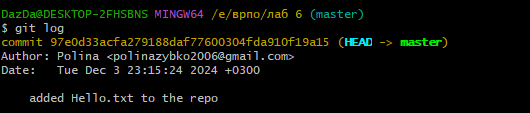 DazDa@DESKTOP-2FHSBNS MINGW64 /e/врпо/лаб 6 (master)
$ git log
commit 97e0d33acfa279188daf77600304fda910f19a15 (HEAD -> master)
Author: Polina <polinazybko2006@gmail.com>
Date:   Tue Dec 3 23:15:24 2024 +0300

    added Hello.txt to the repo